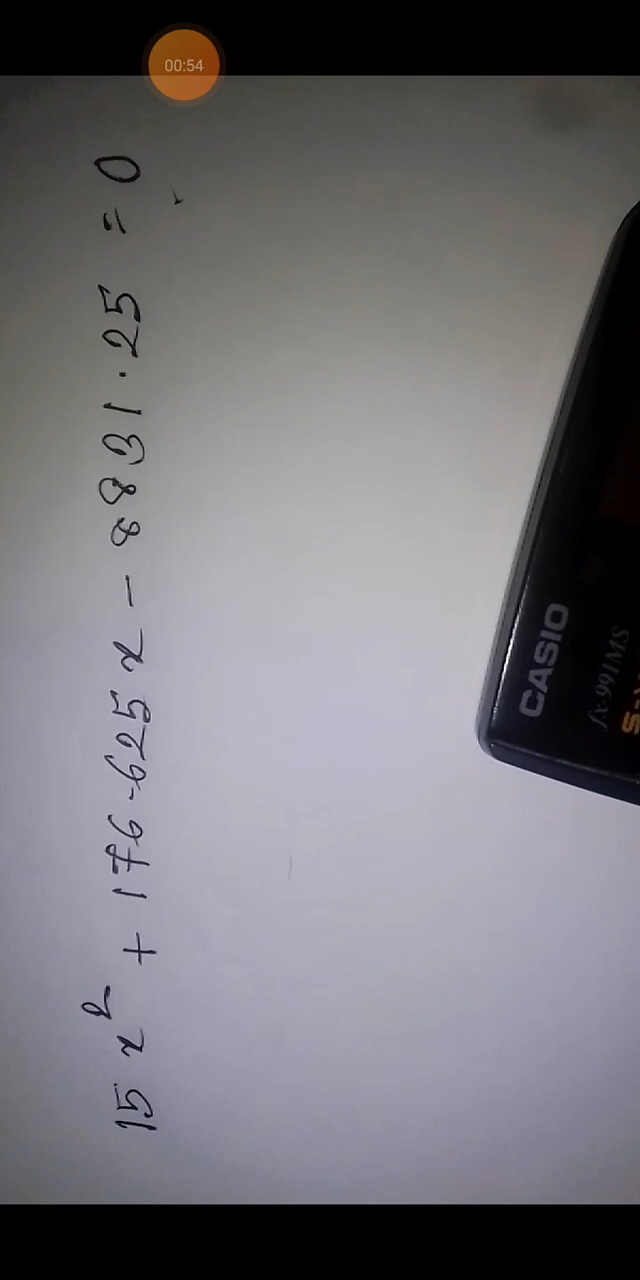 00:54
15x² + 176.625x - 8831.25 = 0
CASIO
fx-991MS
S-